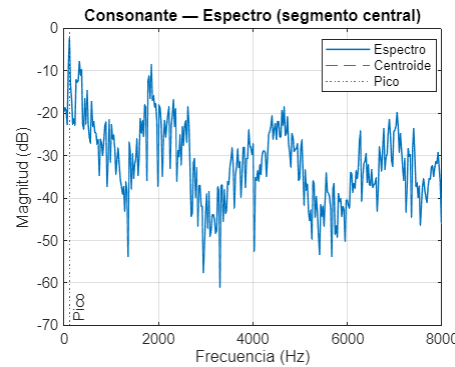 Consonante — Espectro (segmento central)
Espectro
Centroide
Pico
0
-10
-20
-30
-40
-50
-60
-70
Magnitud (dB)
Pico
0
2000
4000
6000
8000
Frecuencia (Hz)